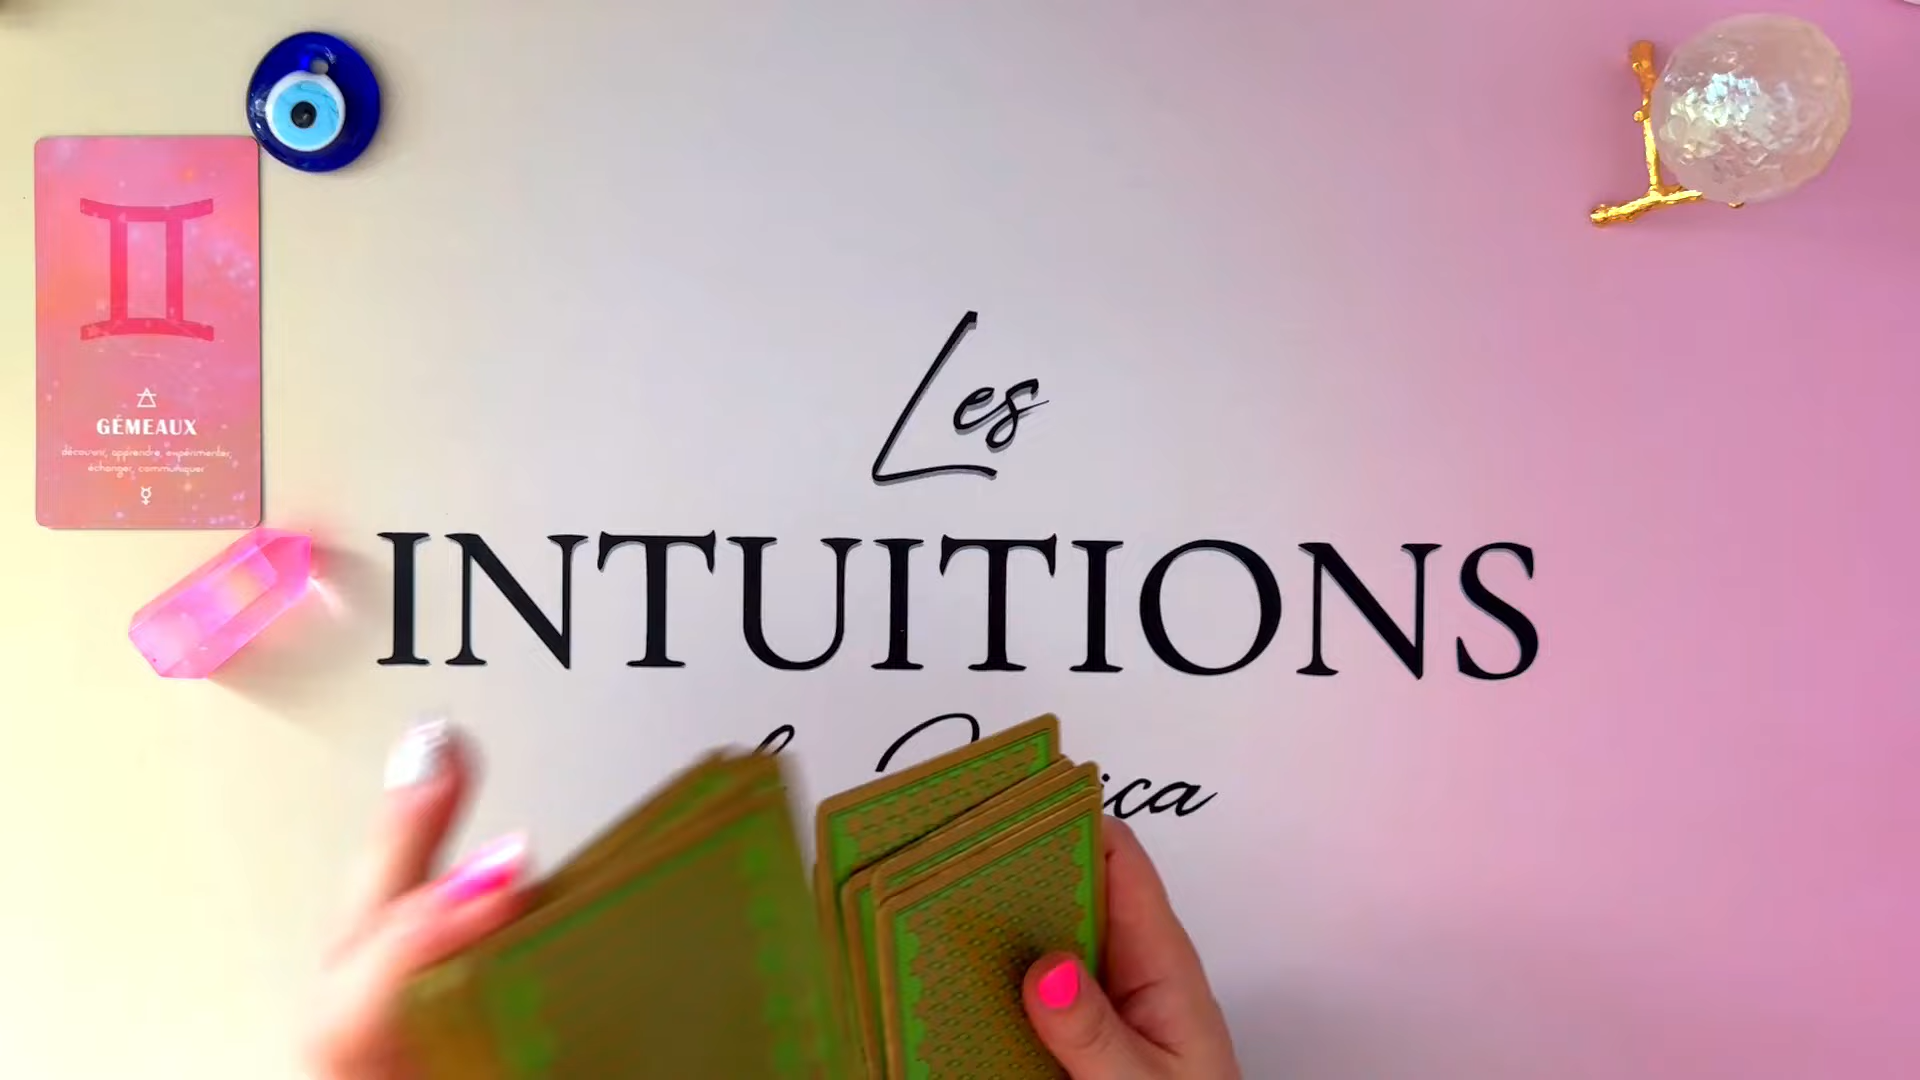 GÉMEAUX
découvrir, apprendre, expérimenter,
échanger, communiquer
Les
INTUITIONS